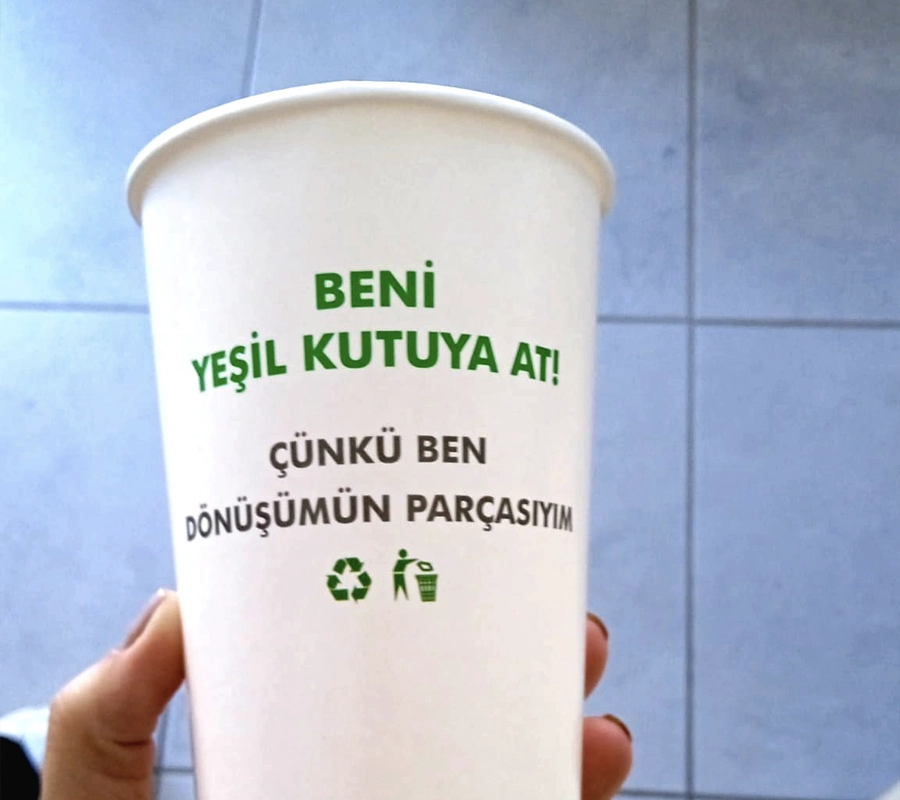 BENİ
YEŞİL KUTUYA AT!
ÇÜNKÜ BEN
DÖNÜŞÜMÜN PARÇASIYIM